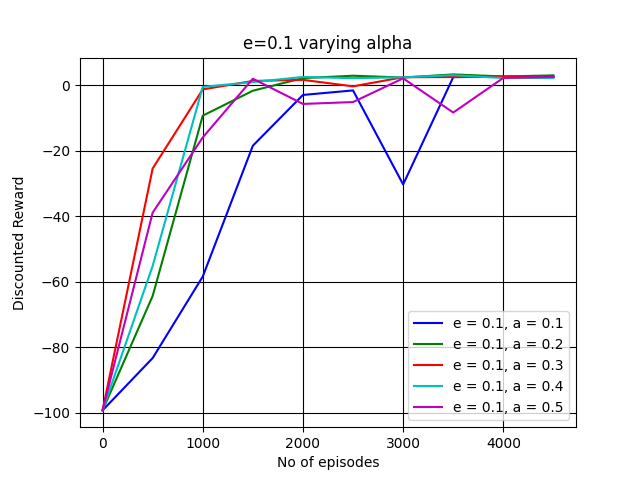 e=0.1 varying alpha
Discounted Reward
0
−20
−40
−60
−80
−100
e = 0.1, a = 0.1
e = 0.1, a = 0.2
e = 0.1, a = 0.3
e = 0.1, a = 0.4
e = 0.1, a = 0.5
0 1000 2000 3000 4000
No of episodes